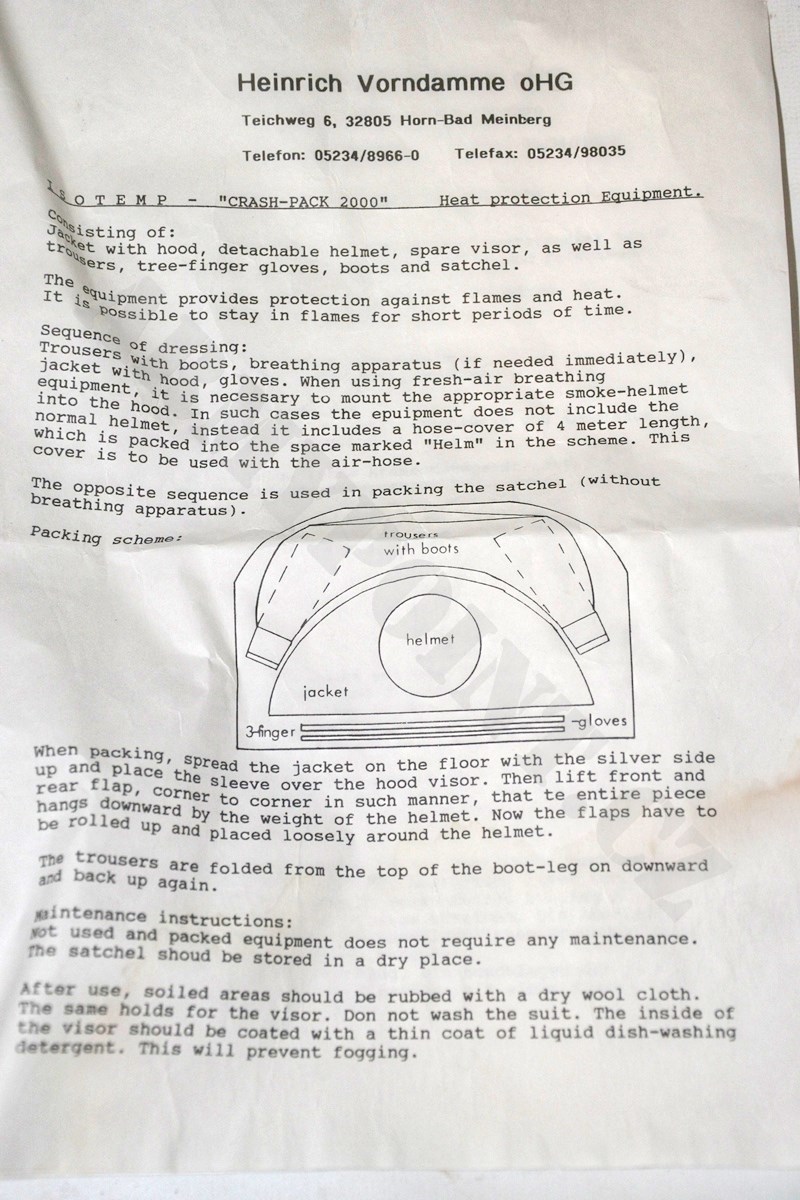 Heinrich Vorndamme oHG
Teichweg 6, 32805 Horn-Bad Meinberg
Telefon: 05234/8966-0 Telefax: 05234/98035
I S O T E M P - "CRASH-PACK 2000" Heat protection Equipment.
Consisting of:
Jacket with hood, detachable helmet, spare visor, as well as
trousers, tree-finger gloves, boots and satchel.
The equipment provides protection against flames and heat.
It is possible to stay in flames for short periods of time.
Sequence of dressing:
Trousers with boots, breathing apparatus (if needed immediately),
jacket with hood, gloves. When using fresh-air breathing
equipment, it is necessary to mount the appropriate smoke-helmet
into the hood. In such cases the epuipment does not include the
normal helmet, instead it includes a hose-cover of 4 meter length,
which is packed into the space marked "Helm" in the scheme. This
cover is to be used with the air-hose.
The opposite sequence is used in packing the satchel (without
breathing apparatus).
Packing scheme:
trousers
with boots
helmet
jacket
3-finger -gloves
When packing, spread the jacket on the floor with the silver side
up and place the sleeve over the hood visor. Then lift front and
rear flap, corner to corner in such manner, that te entire piece
hangs downward by the weight of the helmet. Now the flaps have to
be rolled up and placed loosely around the helmet.
The trousers are folded from the top of the boot-leg on downward
and back up again.
Maintenance instructions:
Not used and packed equipment does not require any maintenance.
The satchel shoud be stored in a dry place.
After use, soiled areas should be rubbed with a dry wool cloth.
The same holds for the visor. Don not wash the suit. The inside of
the visor should be coated with a thin coat of liquid dish-washing
detergent. This will prevent fogging.